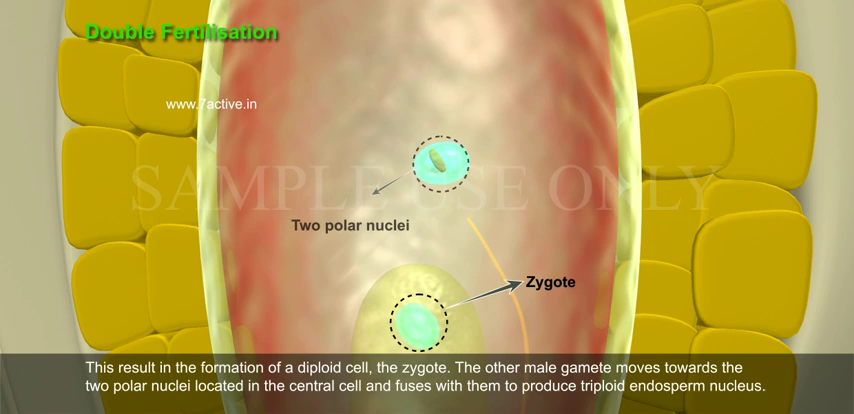 Double Fertilisation
www.7active.in
SAMPLE USE ONLY
Two polar nuclei
Zygote
This result in the formation of a diploid cell, the zygote. The other male gamete moves towards the
two polar nuclei located in the central cell and fuses with them to produce triploid endosperm nucleus.